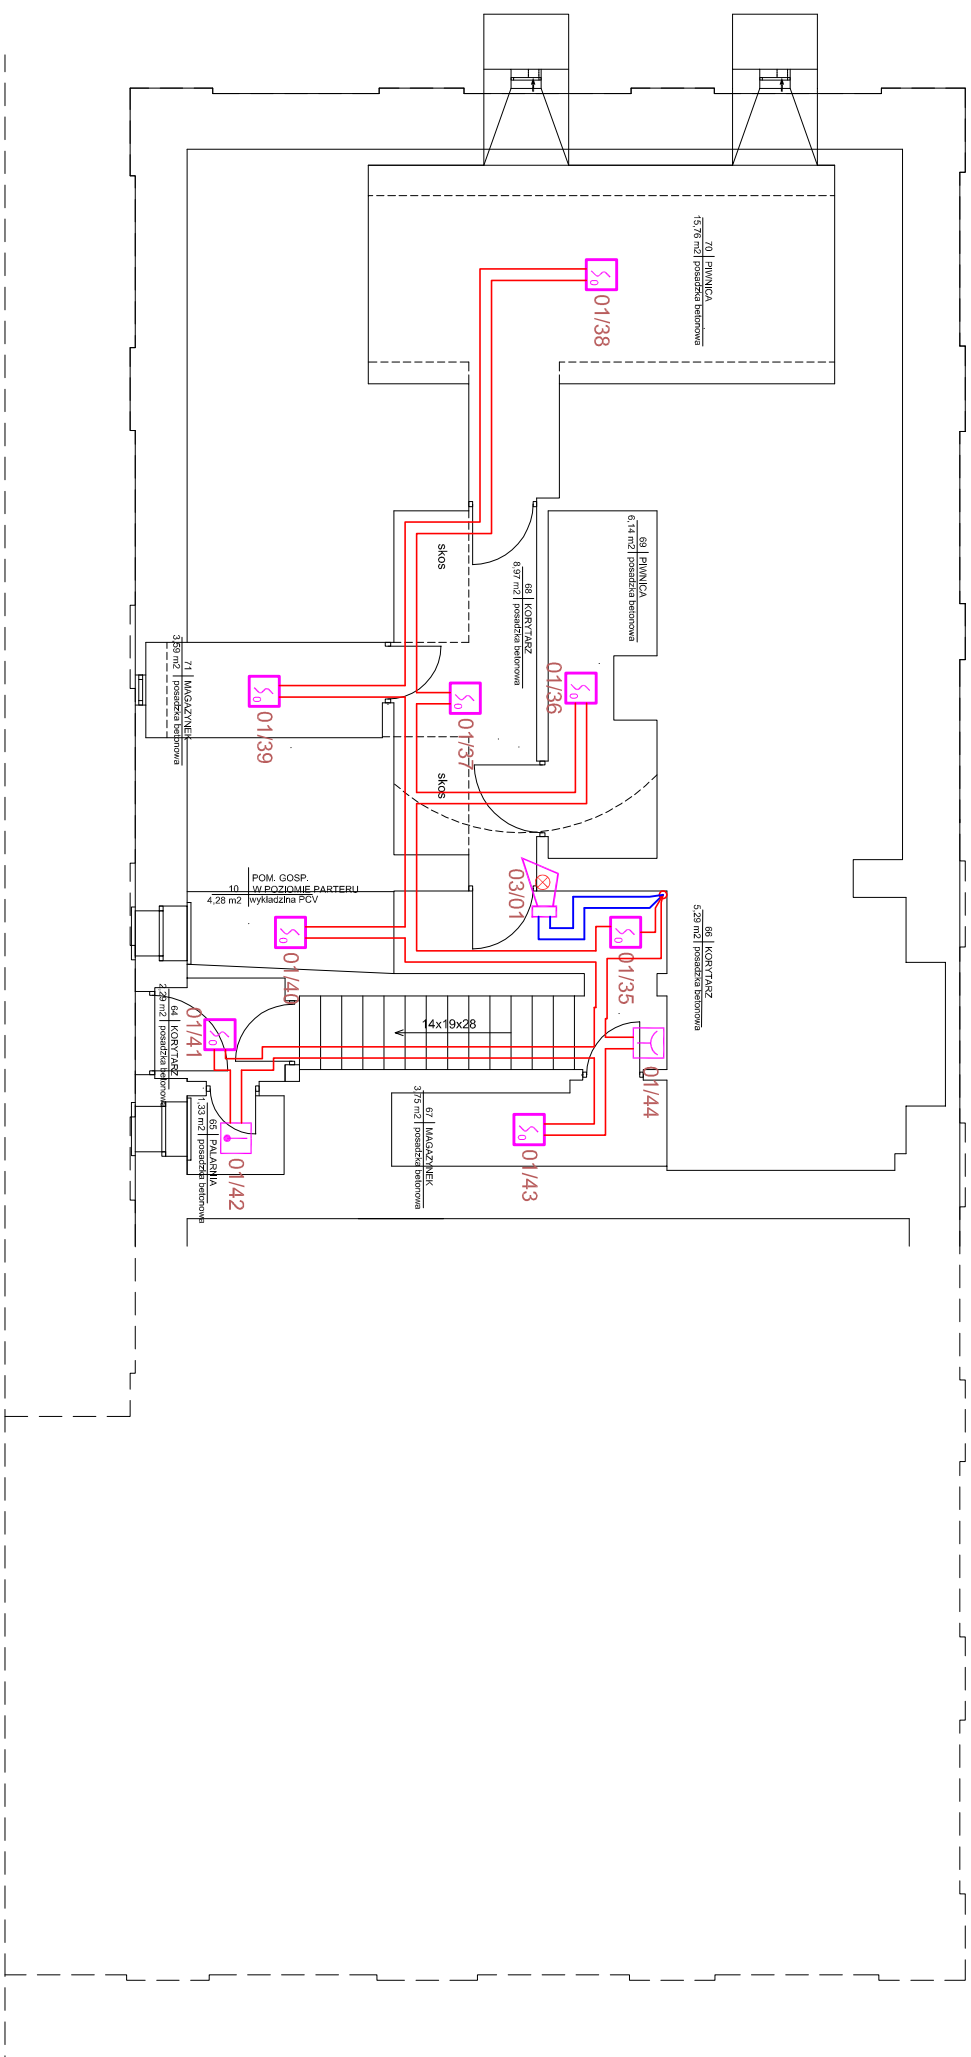 70 PIWNICA
15,76 m2 posadzka betonowa
01/38
69 PIWNICA
6,14 m2 posadzka betonowa
skos
68 KORYTARZ
8,97 m2 posadzka betonowa
71 MAGAZYNEK
3,59 m2 posadzka betonowa
01/39
01/37
01/36
skos
POM. GOSP.
10 W POZIOMIE PARTERU
4,28 m2 wykładzina PCV
03/01
66 KORYTARZ
5,29 m2 posadzka betonowa
01/40
01/35
64 KORYTARZ
2,29 m2 posadzka betonowa
01/41
14x19x28
01/44
65 PALARNIA
1,33 m2 posadzka betonowa
01/42
67 MAGAZYNEK
3,75 m2 posadzka betonowa
01/43